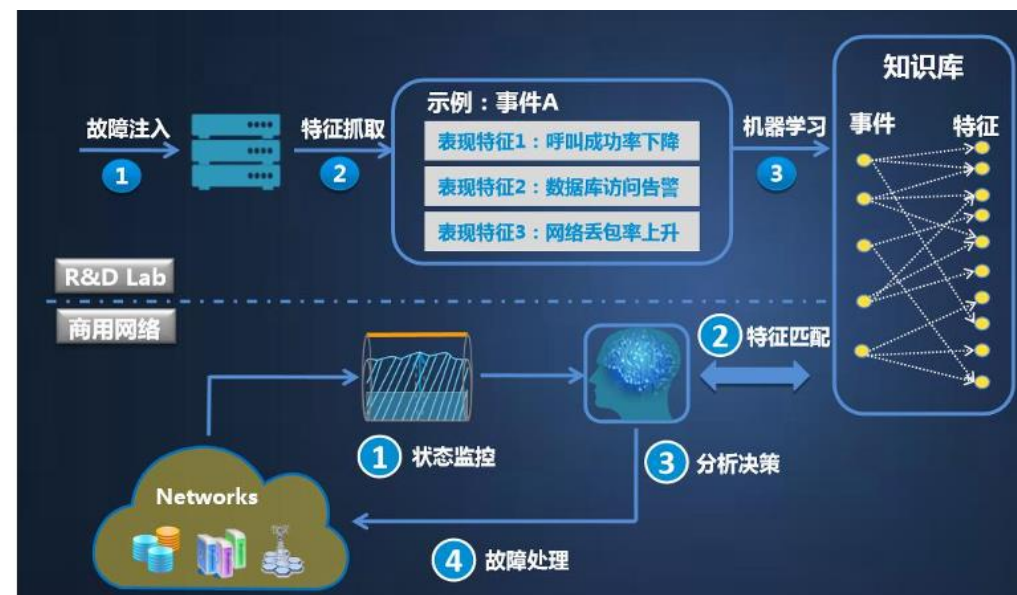 知识库
示例：事件A
故障注入
1
特征抓取
2
表现特征1：呼叫成功率下降
表现特征2：数据库访问告警
表现特征3：网络丢包率上升
机器学习
3
事件
特征
R&D Lab
商用网络
2 特征匹配
1 状态监控
3 分析决策
Networks
4 故障处理